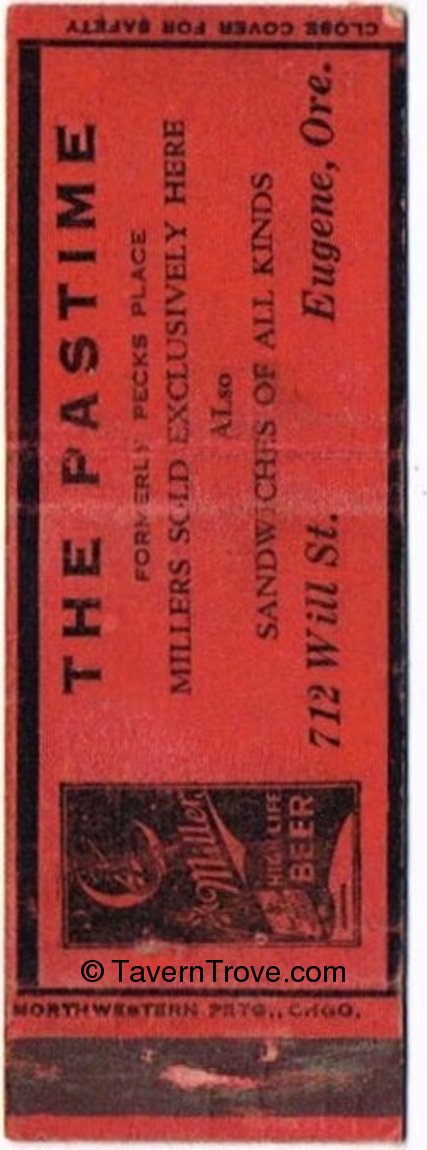 CLOSE COVER FOR SAFETY
THE PASTIME
FORMERLY PECKS PLACE
MILLERS SOLD EXCLUSIVELY HERE
ALSO
SANDWICHES OF ALL KINDS
712 Will St. Eugene, Ore.
Miller
HIGH LIFE
BEER
© TavernTrove.com
NORTHWESTERN PRTG., CHGO.